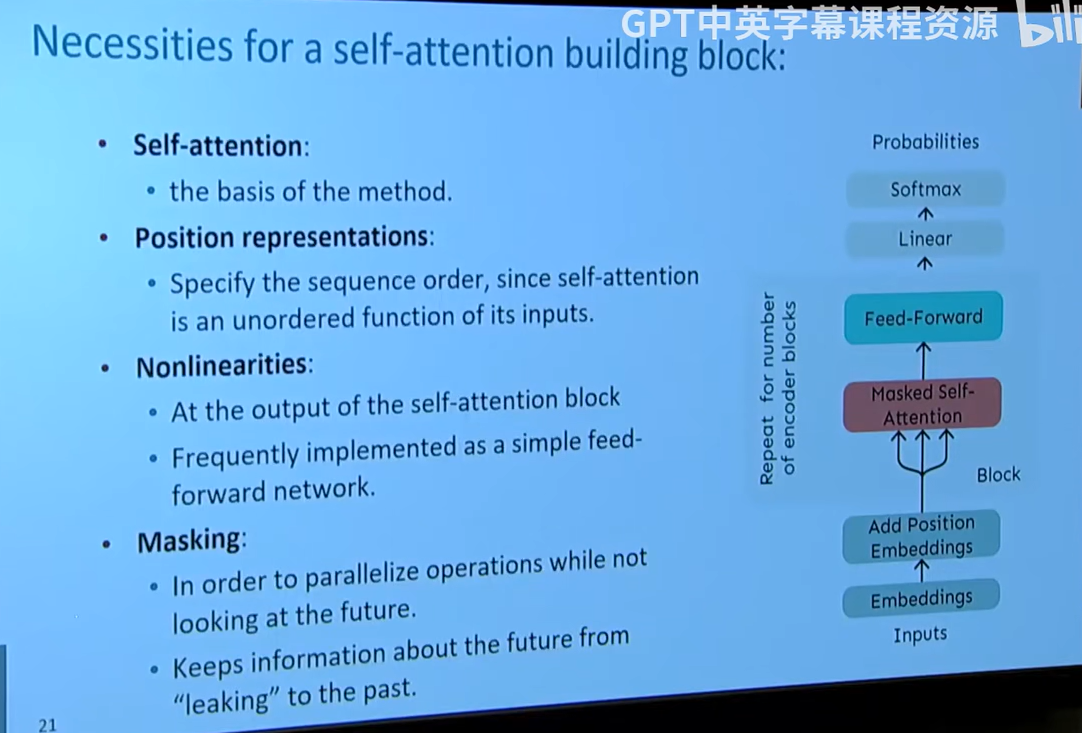 GPT中英字幕课程资源
Necessities for a self-attention building block:
• Self-attention:
• the basis of the method.
• Position representations:
• Specify the sequence order, since self-attention
is an unordered function of its inputs.
• Nonlinearities:
• At the output of the self-attention block
• Frequently implemented as a simple feed-
forward network.
• Masking:
• In order to parallelize operations while not
looking at the future.
• Keeps information about the future from
“leaking” to the past.
21
Probabilities
Softmax
Linear
Repeat for number
of encoder blocks
Feed-Forward
Masked Self-
Attention
Block
Add Position
Embeddings
Embeddings
Inputs